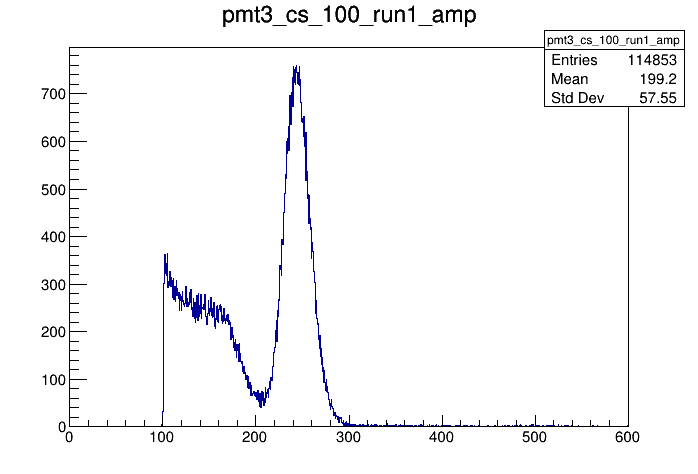 pmt3_cs_100_run1_amp
pmt3_cs_100_run1_amp
Entries 114853
Mean 199.2
Std Dev 57.55
700
600
500
400
300
200
100
0
0 100 200 300 400 500 600